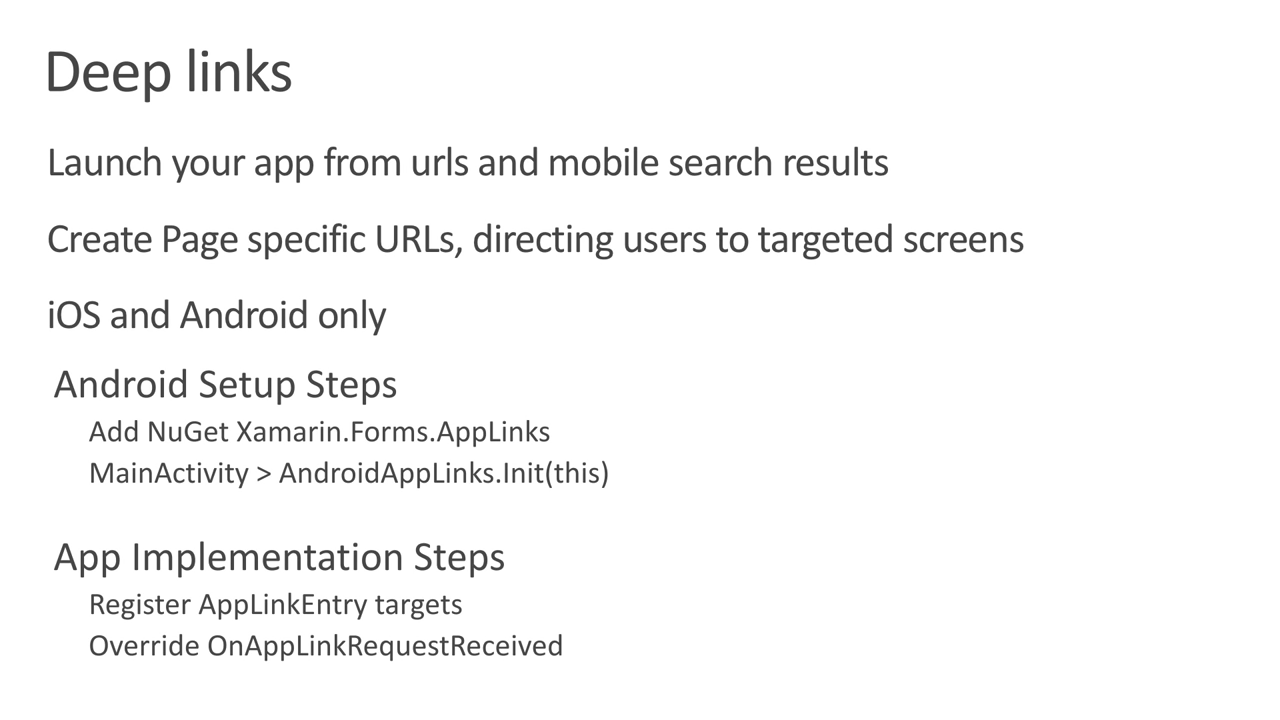 Deep links
Launch your app from urls and mobile search results
Create Page specific URLs, directing users to targeted screens
iOS and Android only
Android Setup Steps
Add NuGet Xamarin.Forms.AppLinks
MainActivity > AndroidAppLinks.Init(this)
App Implementation Steps
Register AppLinkEntry targets
Override OnAppLinkRequestReceived